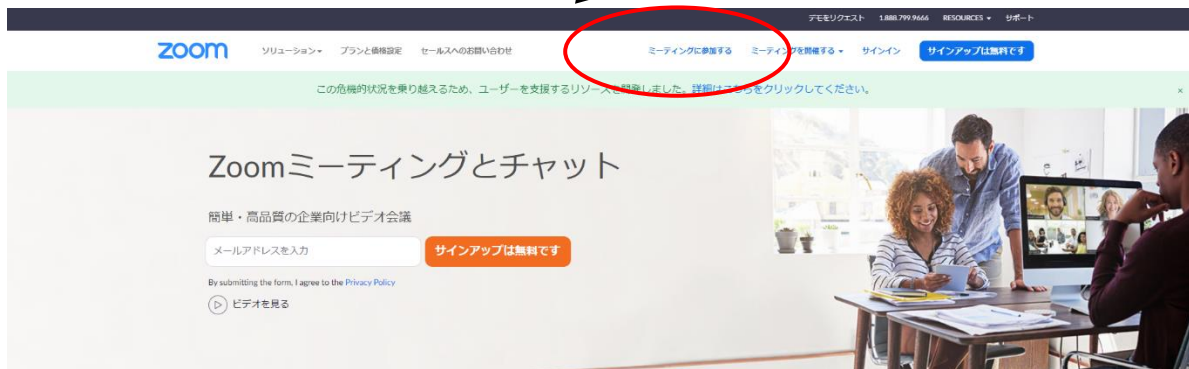 デモをリクエスト 1.888.799.9666 RESOURCES サポート
zoom ソリューション プランと価格設定 セールスへのお問い合わせ ミーティングに参加する ミーティングを開催する サインイン サインアップは無料です
この危機的状況を乗り越えるため、ユーザーを支援するリソースを開発しました。詳細はこちらをクリックしてください。 ×
Zoomミーティングとチャット
簡単・高品質の企業向けビデオ会議
メールアドレスを入力 サインアップは無料です
By submitting the form, I agree to the Privacy Policy
ビデオを見る